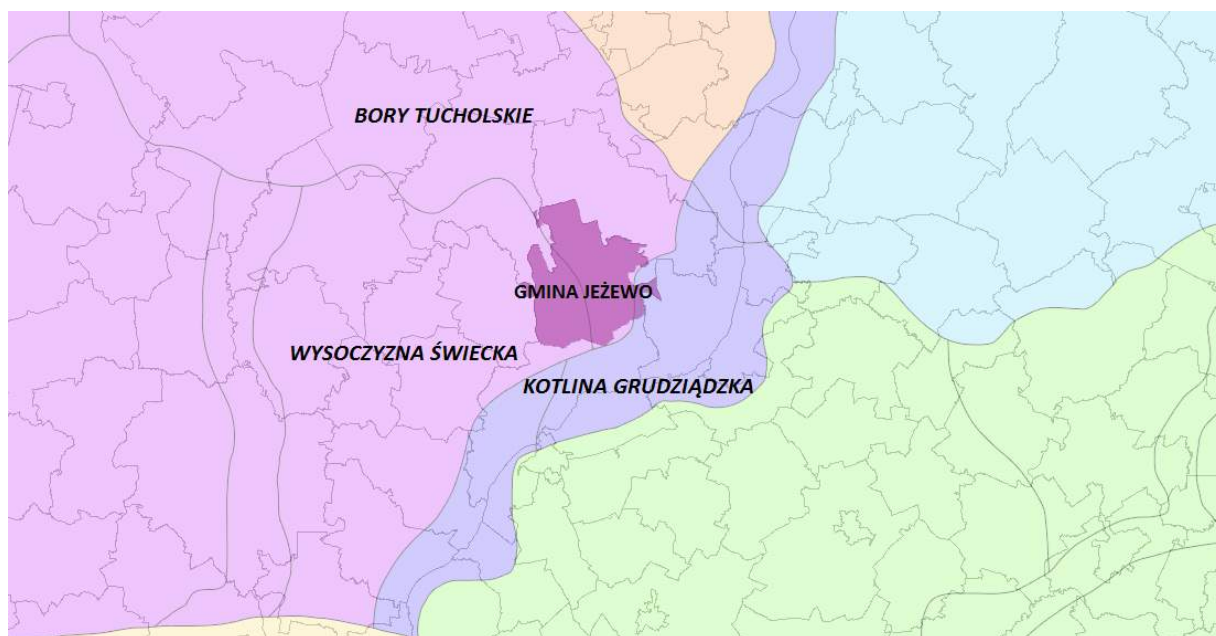 BORY TUCHOLSKIE
GMINA JEŻEWO
WYSOCZYZNA ŚWIECKA
KOTLINA GRUDZIĄDZKA